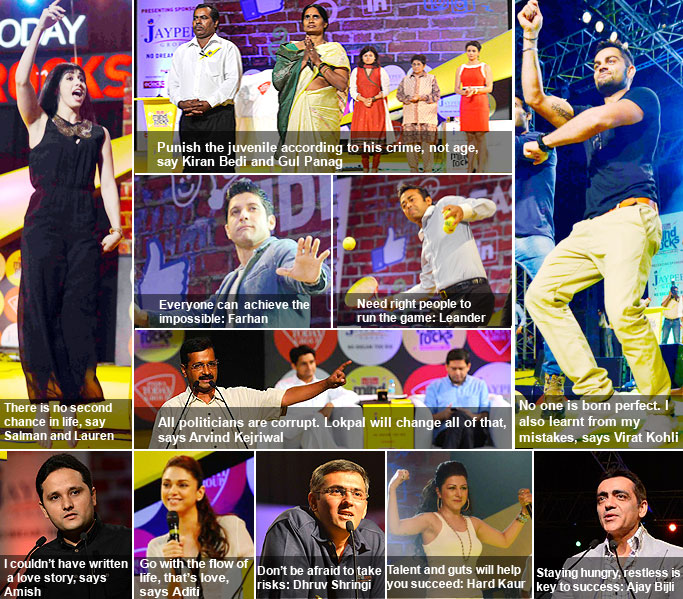 TODAY
ROCKS
PRESENTING SPONSOR
JAYPEE
GROUP
NO DREAM
Punish the juvenile according to his crime, not age,
say Kiran Bedi and Gul Panag
JAYPEE
Everyone can achieve the
impossible: Farhan
Need right people to
run the game: Leander
rocks
TODAY
All politicians are corrupt. Lokpal will change all of that,
says Arvind Kejriwal
There is no second
chance in life, say
Salman and Lauren
No one is born perfect. I
also learnt from my
mistakes, says Virat Kohli
I couldn't have written
a love story, says
Amish
Go with the flow of
life, that's love,
says Aditi
Don't be afraid to take
risks: Dhruv Shringi
Talent and guts will help
you succeed: Hard Kaur
Staying hungry, restless is
key to success: Ajay Bijli